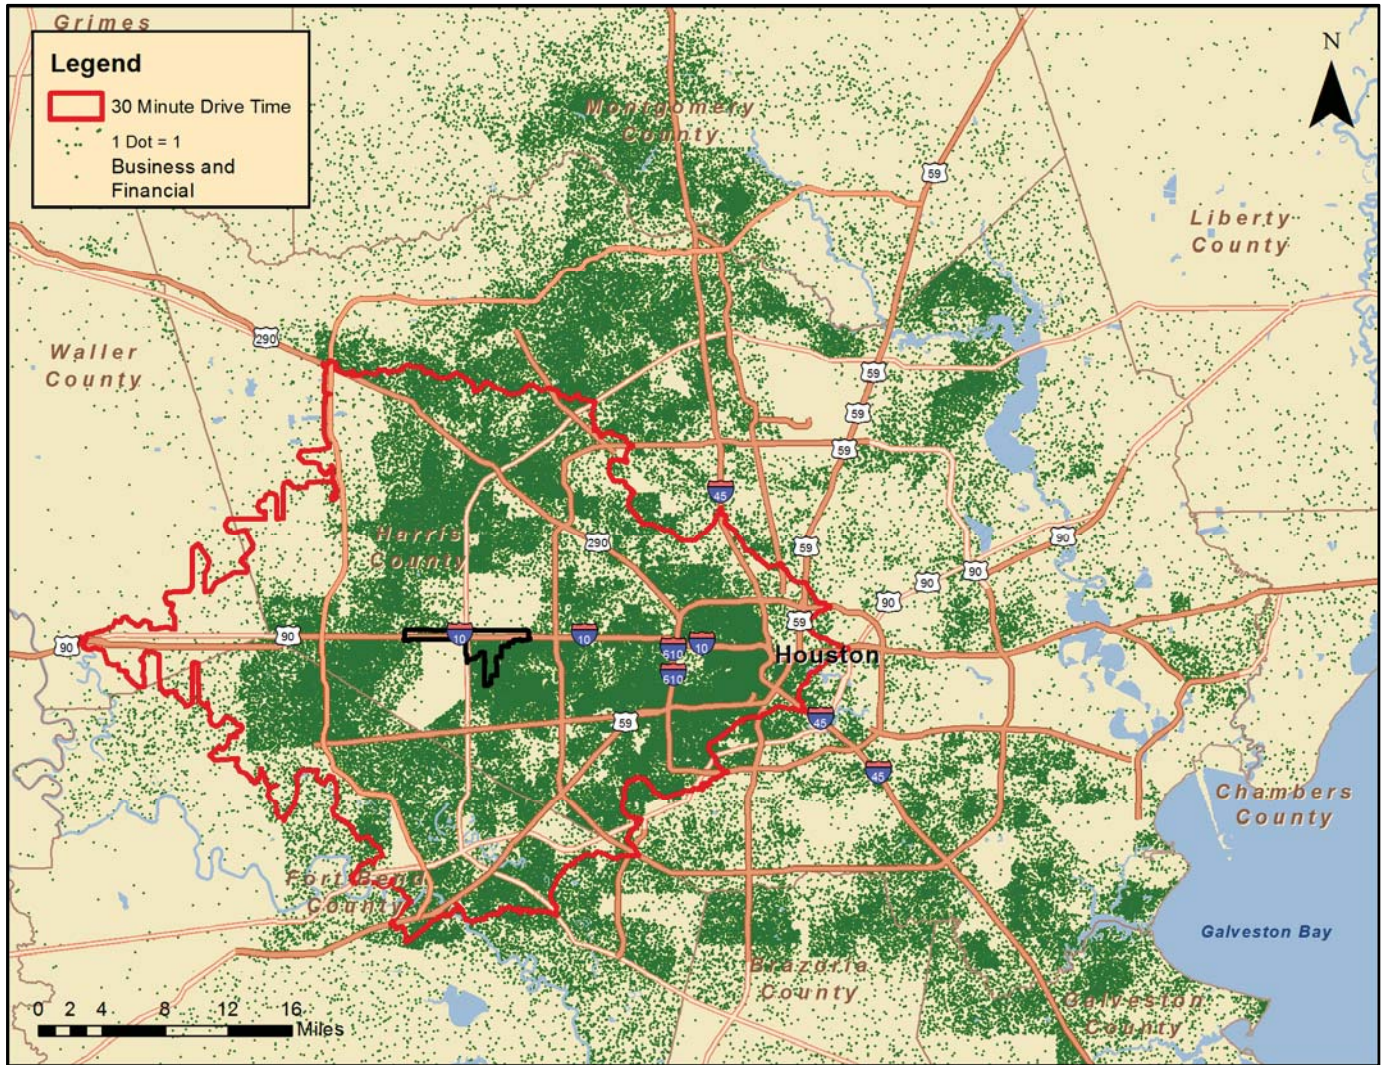 Grimes
Legend
30 Minute Drive Time
1 Dot = 1
Business and
Financial
N
Montgomery
County
59
Liberty
County
290
Waller
County
59
59
59
45
Harris
County
290
59
90
90
90
90
90
90
10
10
59
610
10
610
Houston
59
45
45
Chambers
County
Fort Bend
County
Galveston Bay
Brazoria
County
Galveston
County
0 2 4 8 12 16
Miles